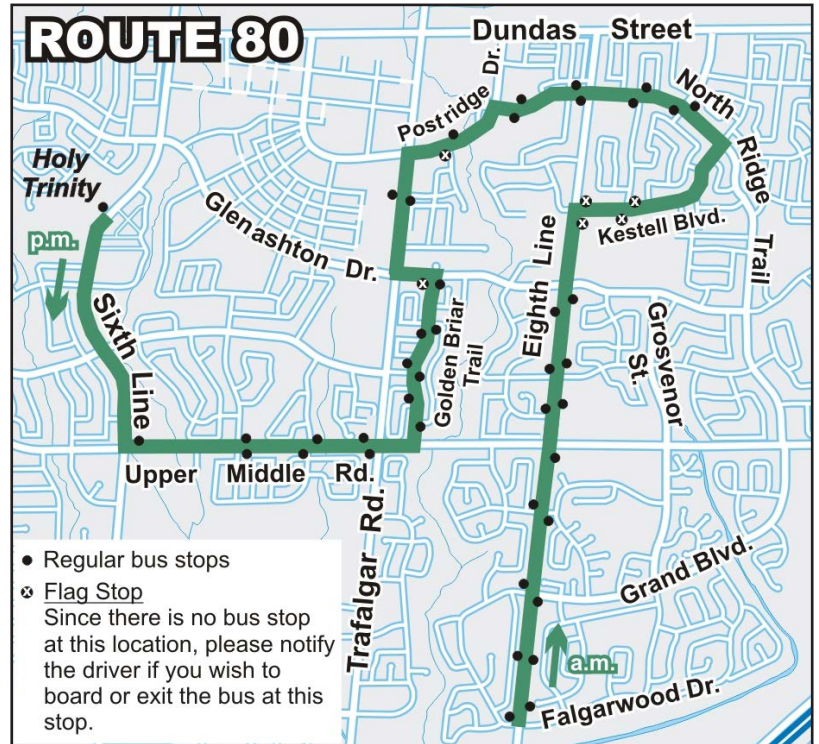 ROUTE 80
Dundas Street
Dr.
Postridge
North
Ridge
Trail
Holy
Trinity
Glenashton Dr.
p.m.
Kestell Blvd.
Eighth Line
Sixth Line
Golden Briar
Trail
Grosvenor
St.
Upper Middle Rd.
Trafalgar Rd.
Regular bus stops
Flag Stop
Since there is no bus stop
at this location, please notify
the driver if you wish to
board or exit the bus at this
stop.
Grand Blvd.
a.m.
Falgarwood Dr.